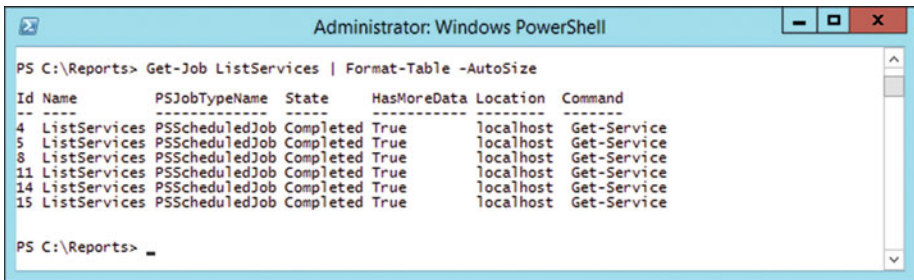 Administrator: Windows PowerShell
PS C:\Reports> Get-Job ListServices | Format-Table -AutoSize
Id Name PSJobTypeName State HasMoreData Location Command
-- ---- ------------- ----- ----------- -------- -------
4 ListServices PSScheduledJob Completed True localhost Get-Service
5 ListServices PSScheduledJob Completed True localhost Get-Service
8 ListServices PSScheduledJob Completed True localhost Get-Service
11 ListServices PSScheduledJob Completed True localhost Get-Service
14 ListServices PSScheduledJob Completed True localhost Get-Service
15 ListServices PSScheduledJob Completed True localhost Get-Service
PS C:\Reports> _